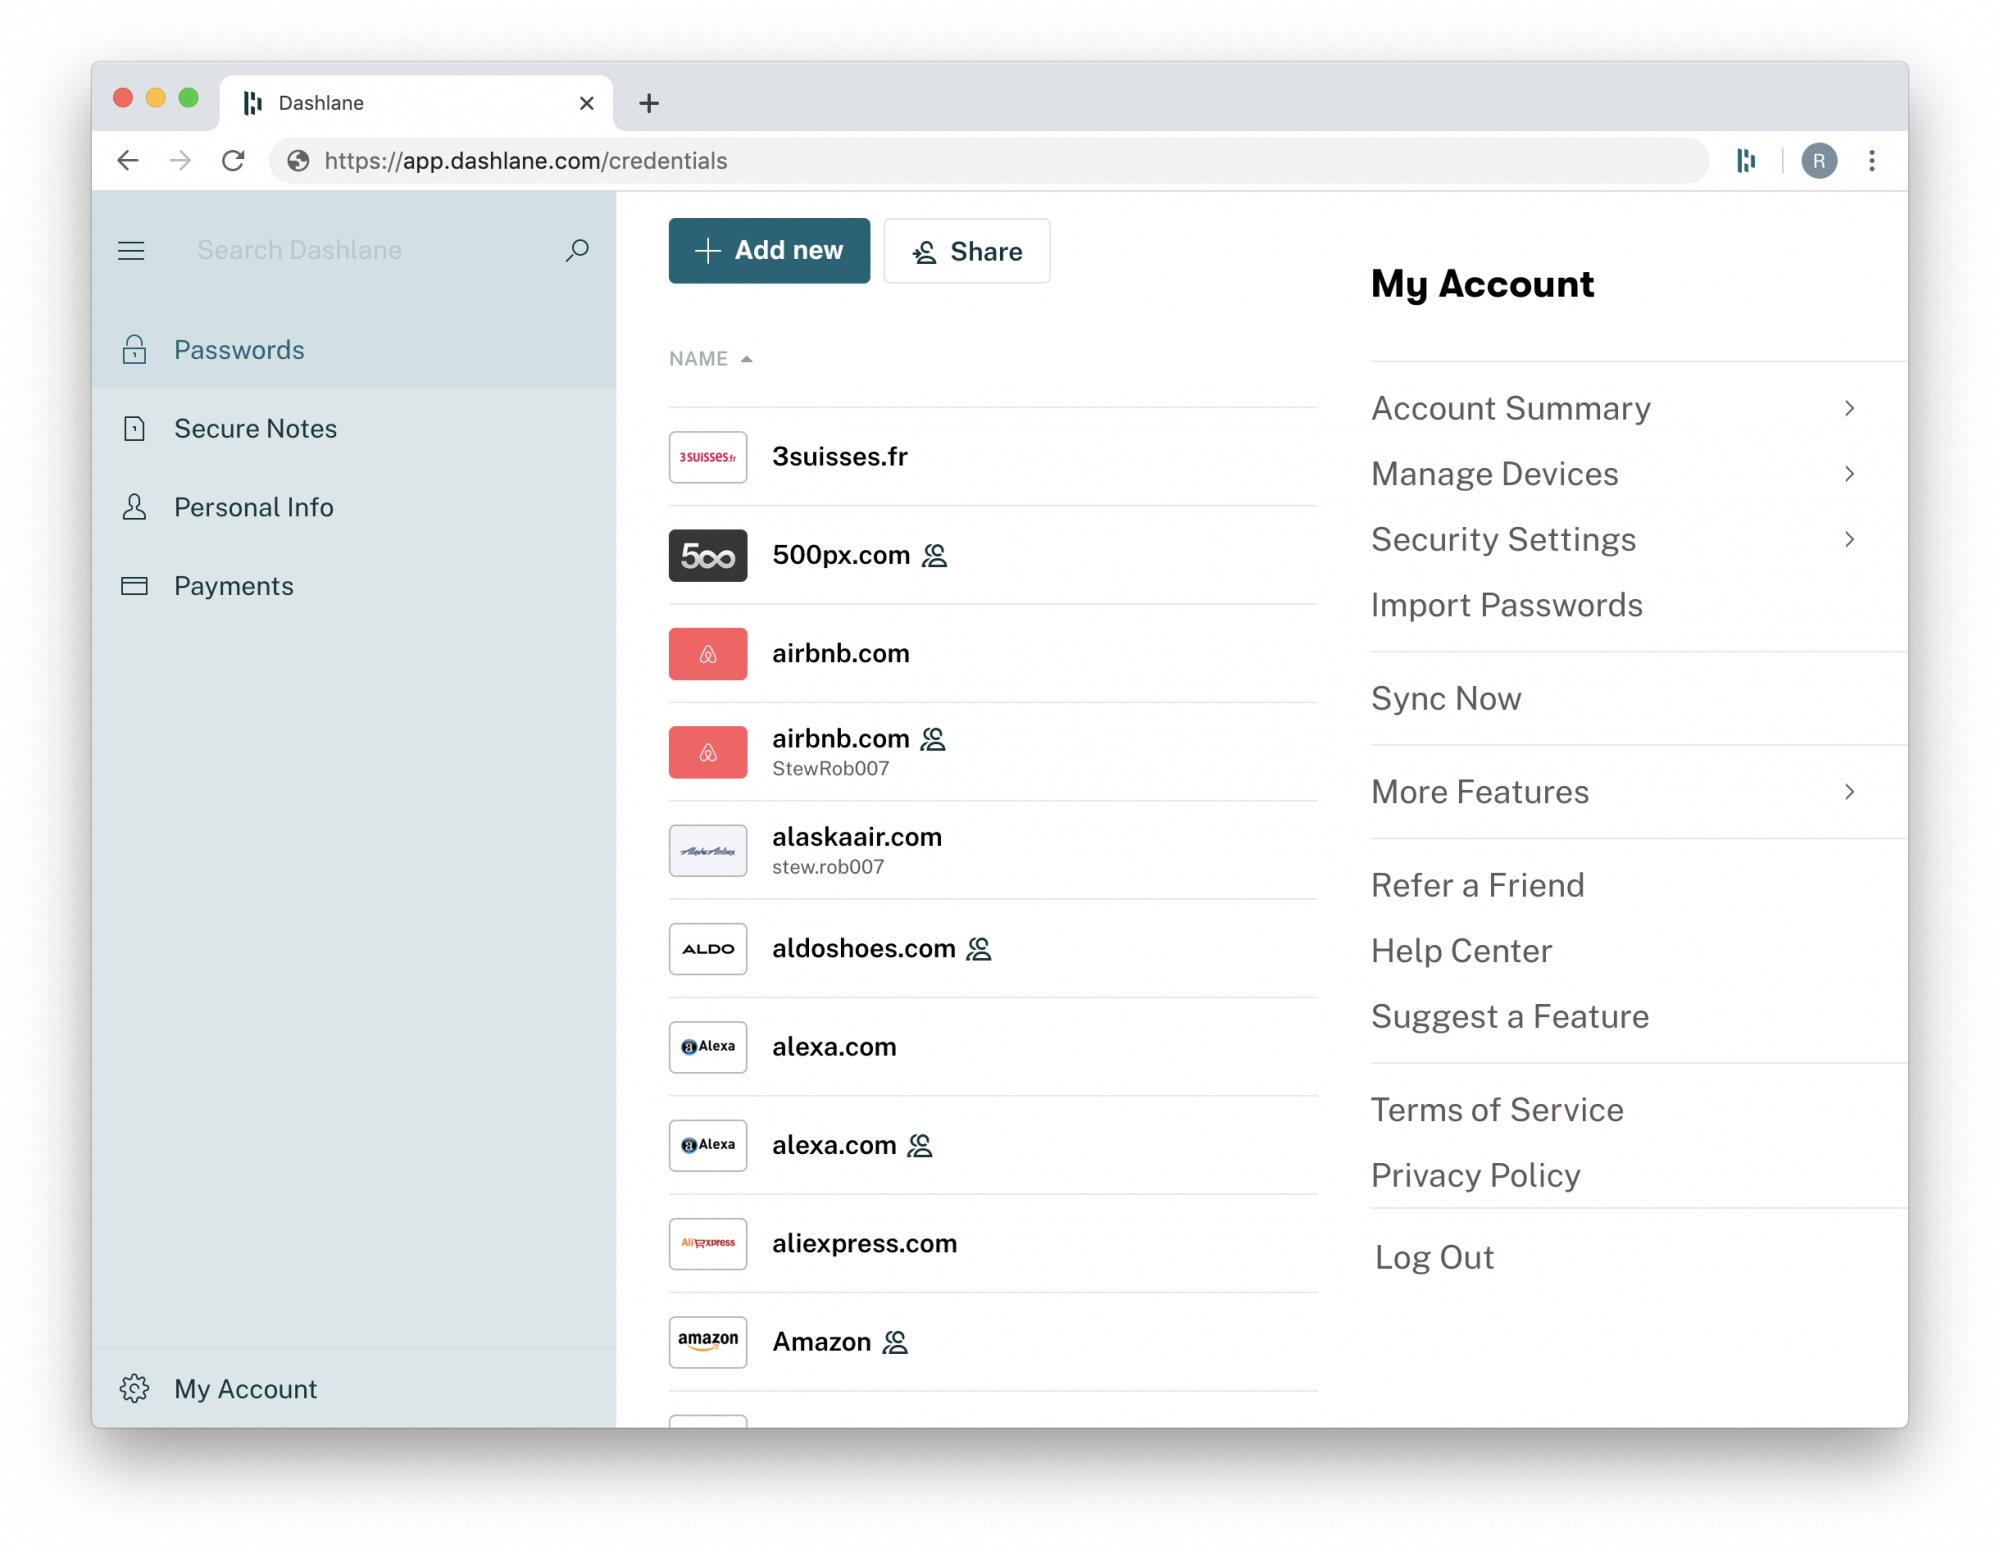 Dashlane
https://app.dashlane.com/credentials
R
Search Dashlane
Passwords
Secure Notes
Personal Info
Payments
My Account
Add new
Share
NAME
3SUISSES.fr
3suisses.fr
500
500px.com
airbnb.com
airbnb.com
StewRob007
Alaska Airlines
alaskaair.com
stew.rob007
ALDO
aldoshoes.com
a Alexa
alexa.com
a Alexa
alexa.com
AliExpress
aliexpress.com
amazon
Amazon
My Account
Account Summary
Manage Devices
Security Settings
Import Passwords
Sync Now
More Features
Refer a Friend
Help Center
Suggest a Feature
Terms of Service
Privacy Policy
Log Out